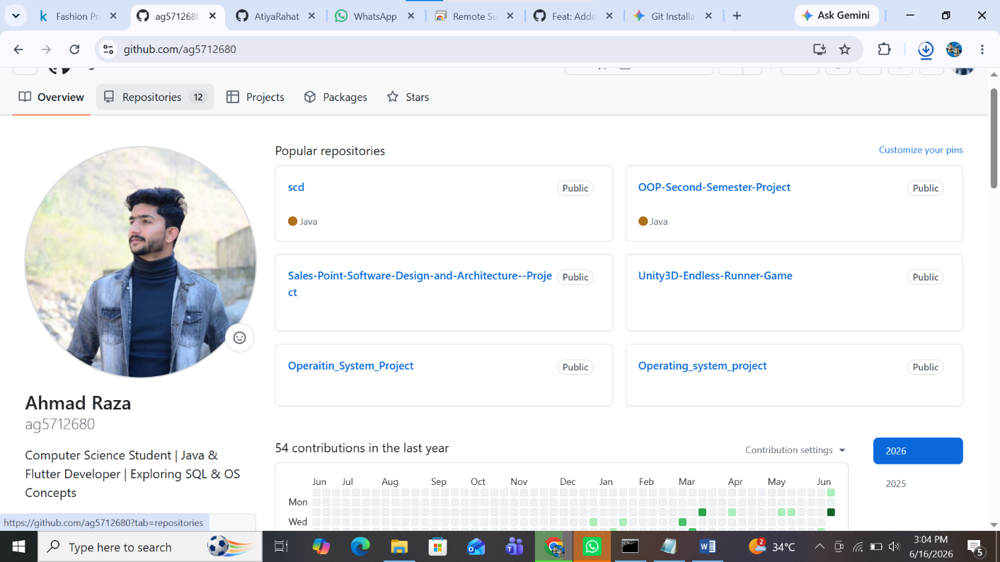 Fashion Pr
ag5712680
AtiyaRahat
WhatsApp
Remote Su
Feat: Adde
Git Installa
Ask Gemini
github.com/ag5712680
Overview
Repositories 12
Projects
Packages
Stars
Popular repositories
Customize your pins
scd
Public
Java
OOP-Second-Semester-Project
Public
Java
Sales-Point-Software-Design-and-Architecture--Proje
ct
Public
Unity3D-Endless-Runner-Game
Public
Operaitin_System_Project
Public
Operating_system_project
Public
Ahmad Raza
ag5712680
Computer Science Student | Java &
Flutter Developer | Exploring SQL & OS
Concepts
54 contributions in the last year
Contribution settings
2026
2025
Jun Jul Aug Sep Oct Nov Dec Jan Feb Mar Apr May Jun
Mon
Wed
https://github.com/ag5712680?tab=repositories
Type here to search
2
34°C
3:04 PM
6/16/2026
5